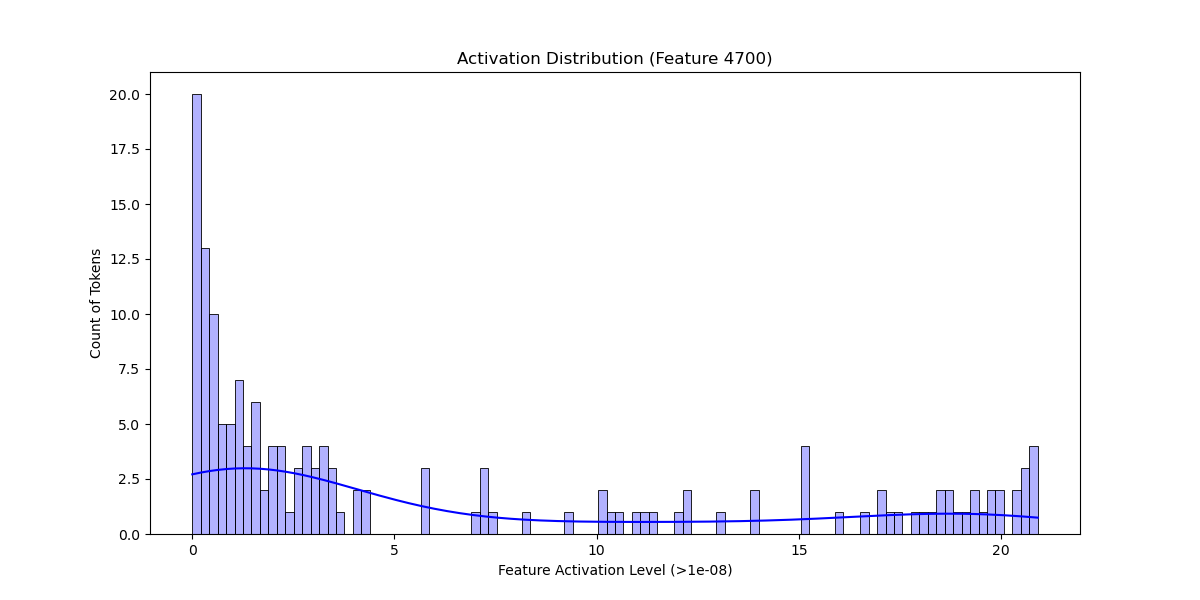 Activation Distribution (Feature 4700)
20.0
17.5
15.0
12.5
10.0
7.5
5.0
2.5
0.0
Count of Tokens
0 5 10 15 20
Feature Activation Level (>1e-08)